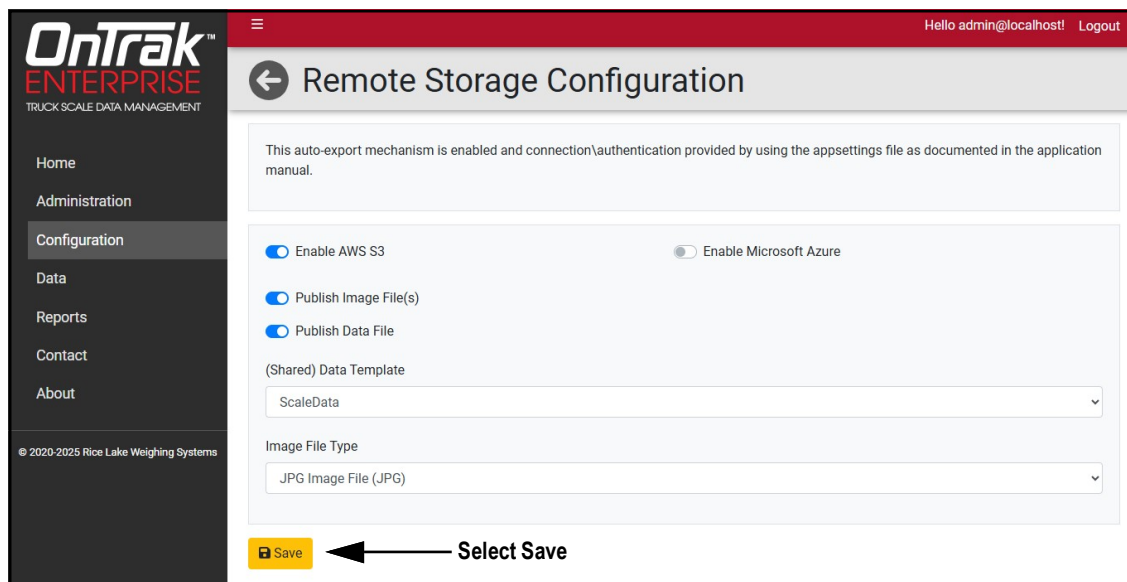 OnTrak™
ENTERPRISE
TRUCK SCALE DATA MANAGEMENT
Hello admin@localhost! Logout
Remote Storage Configuration
Home
Administration
Configuration
Data
Reports
Contact
About
© 2020-2025 Rice Lake Weighing Systems
This auto-export mechanism is enabled and connection\authentication provided by using the appsettings file as documented in the application
manual.
Enable AWS S3
Enable Microsoft Azure
Publish Image File(s)
Publish Data File
(Shared) Data Template
ScaleData
Image File Type
JPG Image File (JPG)
Save
Select Save